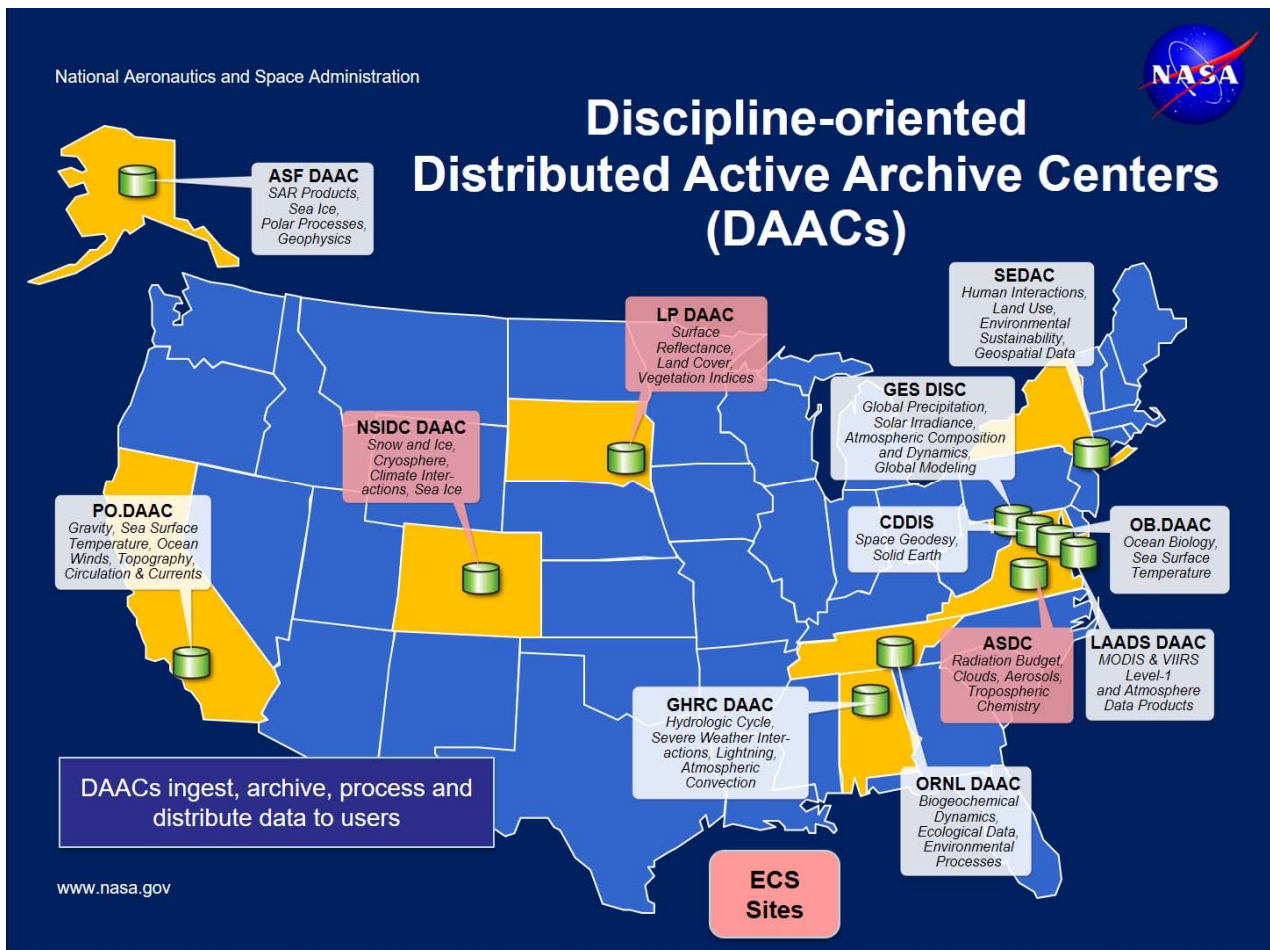 National Aeronautics and Space Administration
NASA
Discipline-oriented
Distributed Active Archive Centers
(DAACs)
ASF DAAC
SAR Products,
Sea Ice,
Polar Processes,
Geophysics
SEDAC
Human Interactions,
Land Use,
Environmental
Sustainability,
Geospatial Data
LP DAAC
Surface
Reflectance,
Land Cover,
Vegetation Indices
GES DISC
Global Precipitation,
Solar Irradiance,
Atmospheric Composition
and Dynamics,
Global Modeling
NSIDC DAAC
Snow and Ice,
Cryosphere,
Climate Inter-
actions, Sea Ice
PO.DAAC
Gravity, Sea Surface
Temperature, Ocean
Winds, Topography,
Circulation & Currents
CDDIS
Space Geodesy,
Solid Earth
OB.DAAC
Ocean Biology,
Sea Surface
Temperature
ASDC
Radiation Budget,
Clouds, Aerosols,
Tropospheric
Chemistry
LAADS DAAC
MODIS & VIIRS
Level-1
and Atmosphere
Data Products
GHRC DAAC
Hydrologic Cycle,
Severe Weather Inter-
actions, Lightning,
Atmospheric
Convection
ORNL DAAC
Biogeochemical
Dynamics,
Ecological Data,
Environmental
Processes
DAACs ingest, archive, process and
distribute data to users
ECS
Sites
www.nasa.gov